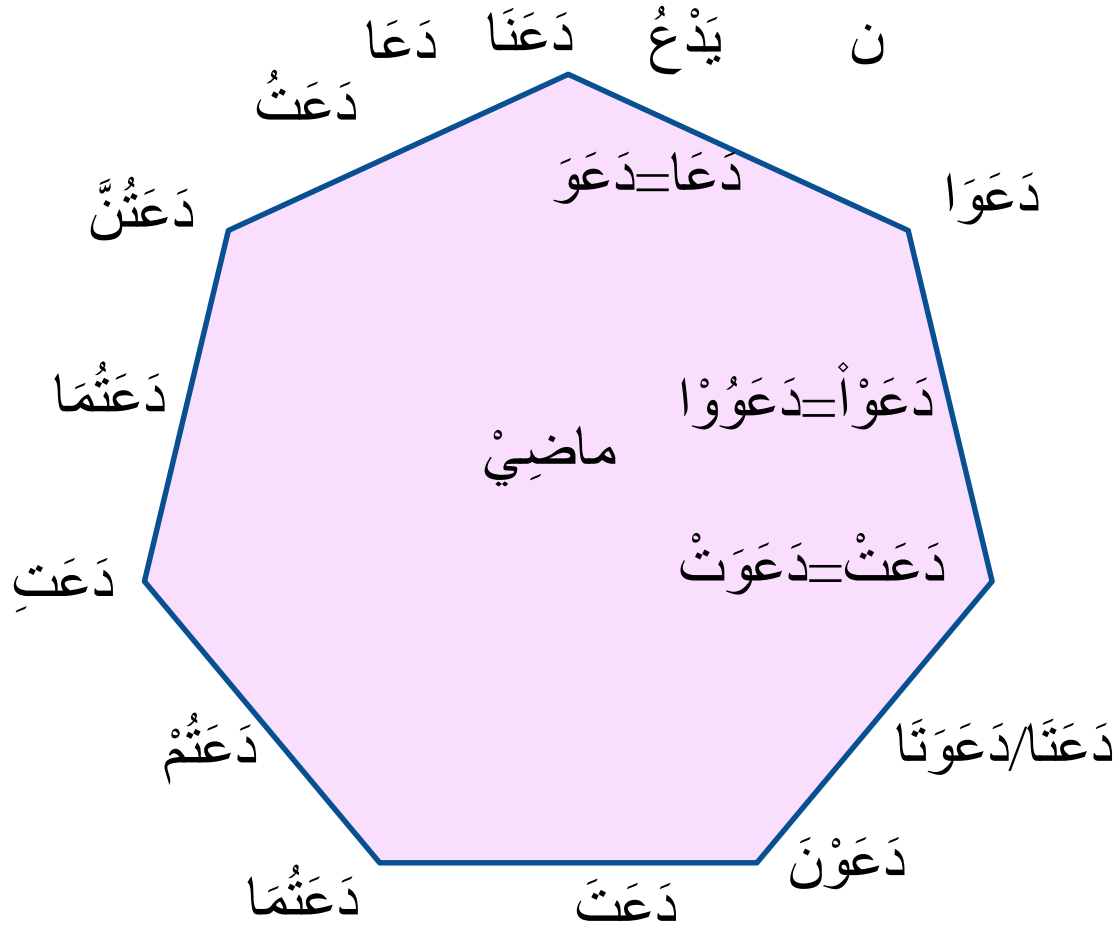 ن يَدْعُ دَعَنَا دَعَا
دَعَتُ
دَعَا=دَعَوَ
دَعَوَا
دَعَتُنَّ
دَعَوْاْ=دَعَوُوْا
دَعَتُمَا
ماضِيْ
دَعَتْ=دَعَوَتْ
دَعَتِ
دَعَتَا/دَعَوَتَا
دَعَتُمْ
دَعَوْنَ
دَعَتَ
دَعَتُمَا